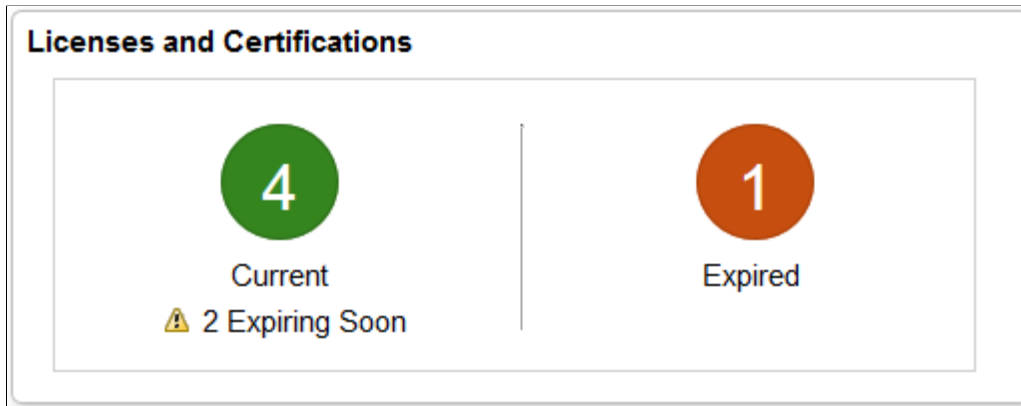 Licenses and Certifications
4
1
Current
Expired
2 Expiring Soon